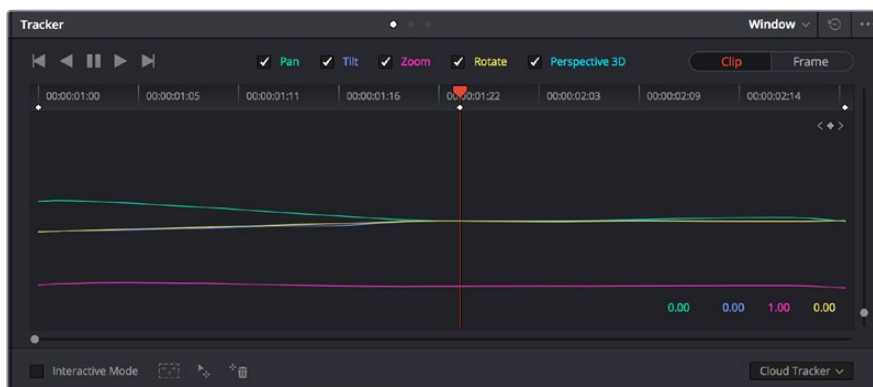 Tracker Window
Pan Tilt Zoom Rotate Perspective 3D Clip Frame
00:00:01:00 00:00:01:05 00:00:01:11 00:00:01:16 00:00:01:22 00:00:02:03 00:00:02:09 00:00:02:14
0.00 0.00 1.00 0.00
Interactive Mode Cloud Tracker